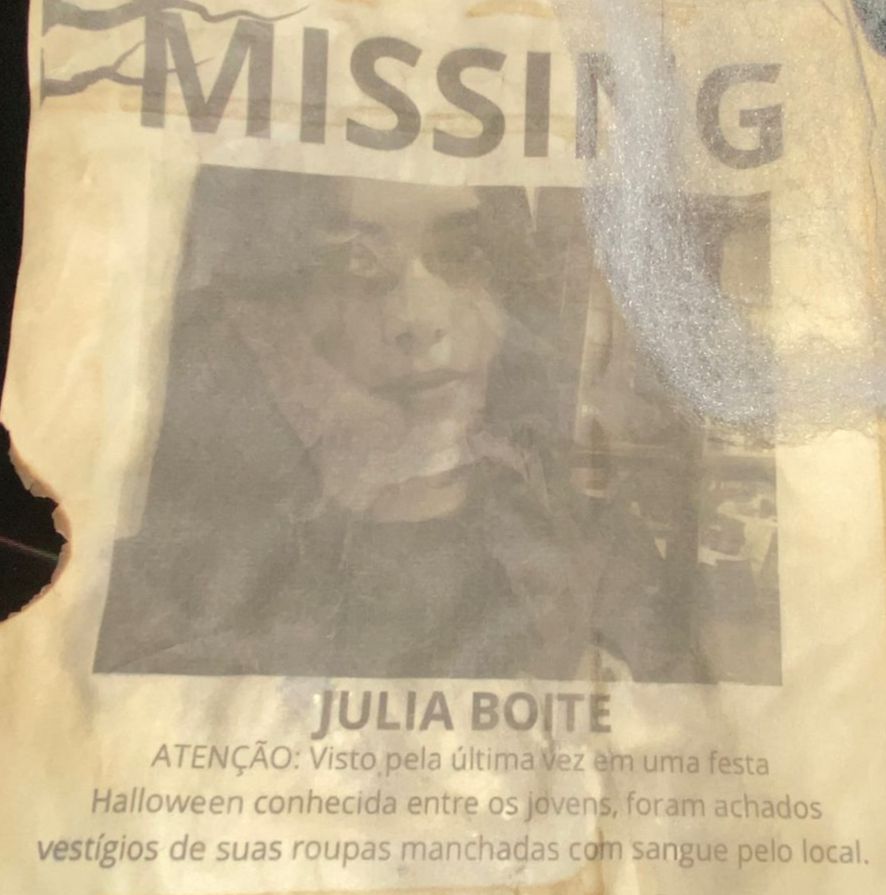 MISSING
JULIA BOITE
ATENÇÃO: Visto pela última vez em uma festa
Halloween conhecida entre os jovens, foram achados
vestígios de suas roupas manchadas com sangue pelo local.